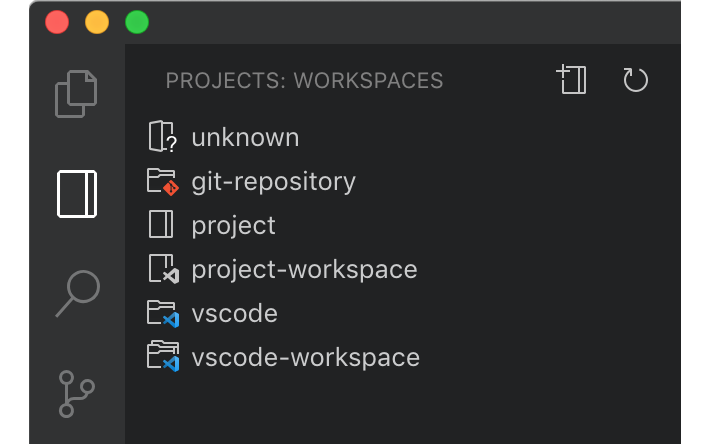 PROJECTS: WORKSPACES
unknown
git-repository
project
project-workspace
vscode
vscode-workspace